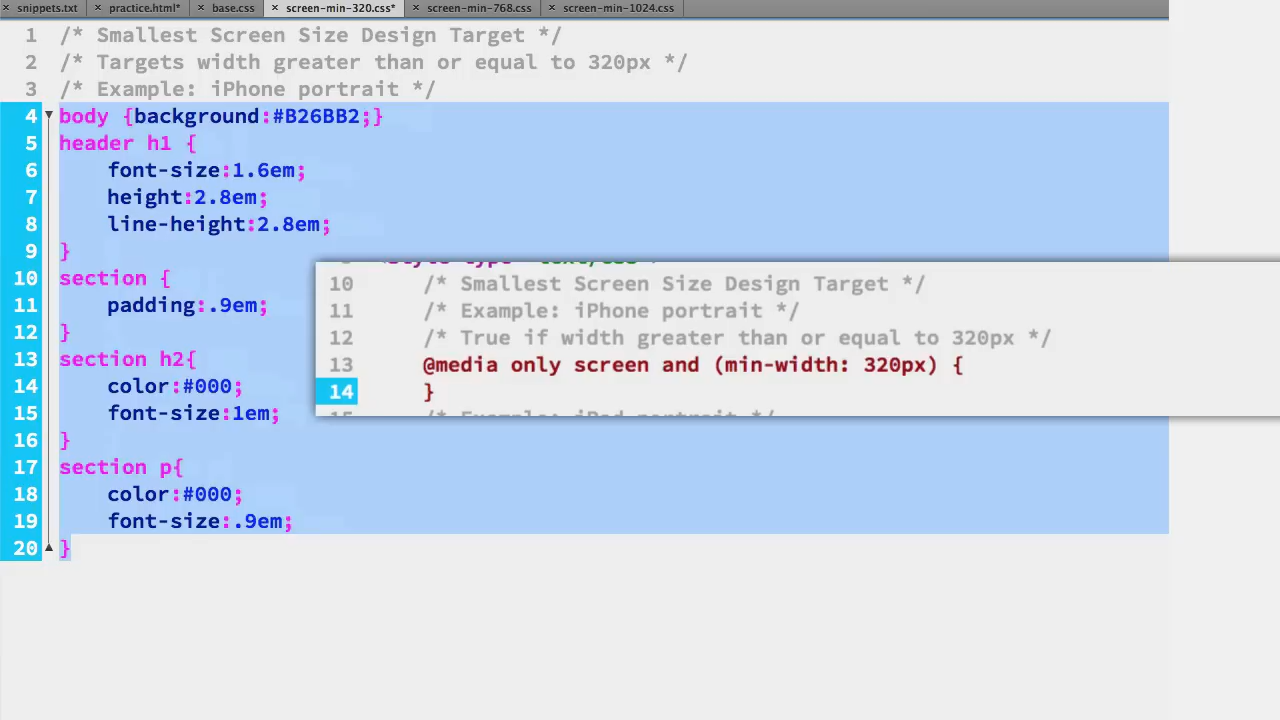 snippets.txt × practice.html* × base.css × screen-min-320.css* × screen-min-768.css × screen-min-1024.css
1 /* Smallest Screen Size Design Target */
2 /* Targets width greater than or equal to 320px */
3 /* Example: iPhone portrait */
4 body {background:#B26BB2;}
5 header h1 {
6 font-size:1.6em;
7 height:2.8em;
8 line-height:2.8em;
9 }
10 section {
11 padding:.9em;
12 }
13 section h2{
14 color:#000;
15 font-size:1em;
16 }
17 section p{
18 color:#000;
19 font-size:.9em;
20 }
10 /* Smallest Screen Size Design Target */
11 /* Example: iPhone portrait */
12 /* True if width greater than or equal to 320px */
13 @media only screen and (min-width: 320px) {
14 }
15 /* Example: iPad portrait */